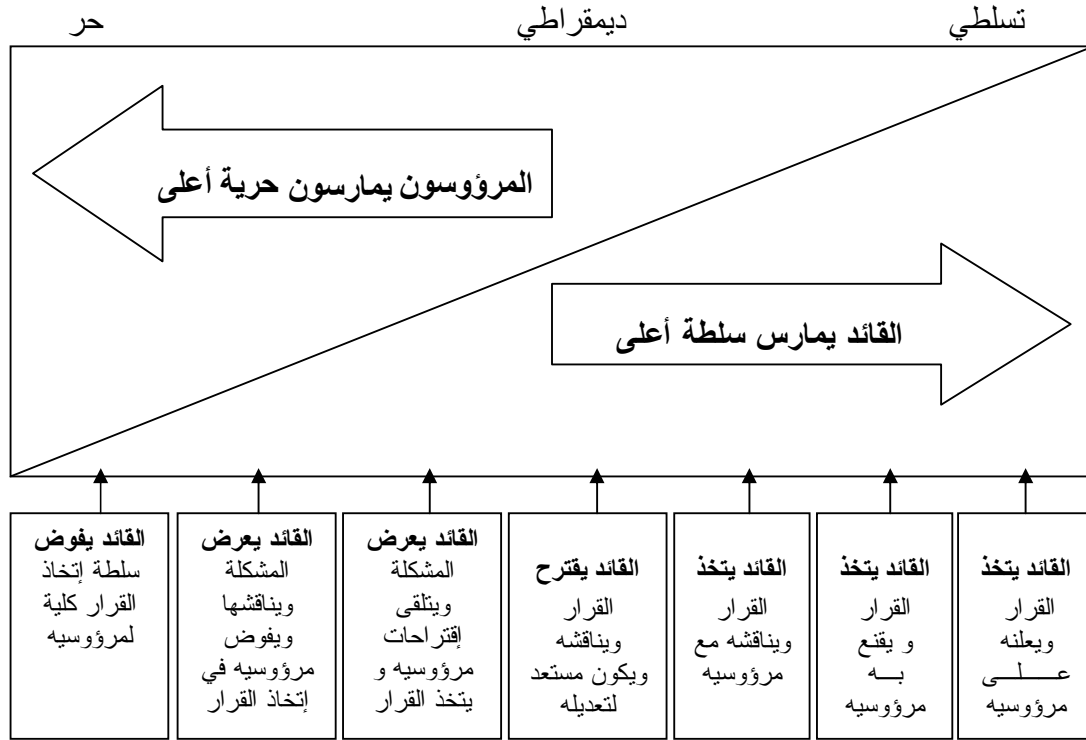 تسلطي
ديمقراطي
حر
المرؤوسون يمارسون حرية أعلى
القائد يمارس سلطة أعلى
القائد يتخذ
القرار
ويعلنه
عــلــى
مرؤوسيه
القائد يتخذ
القرار
و يقنع
بــه
مرؤوسيه
القائد يتخذ
القرار
ويناقشه مع
مرؤوسيه
القائد يقترح
القرار
ويناقشه
ويكون مستعد
لتعديله
القائد يعرض
المشكلة
ويتلقى
إقتراحات
مرؤوسيه و
يتخذ القرار
القائد يعرض
المشكلة
ويناقشها
ويفوض
مرؤوسيه في
إتخاذ القرار
القائد يفوض
سلطة إتخاذ
القرار كلية
لمرؤوسيه